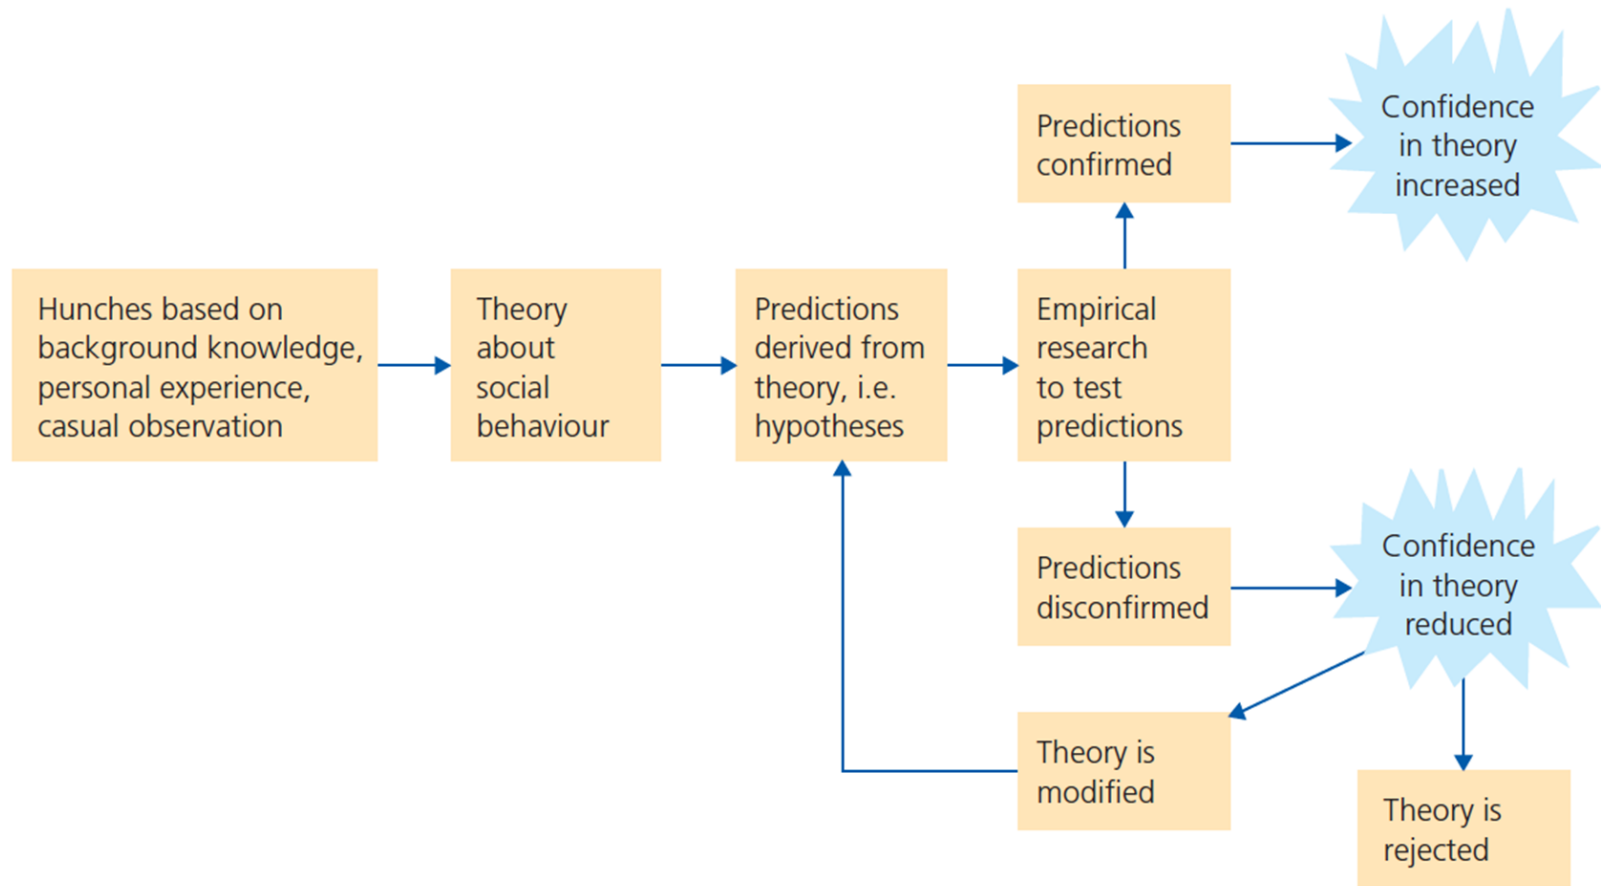 Hunches based on
background knowledge,
personal experience,
casual observation
Theory
about
social
behaviour
Predictions
derived from
theory, i.e.
hypotheses
Empirical
research
to test
predictions
Predictions
confirmed
Confidence
in theory
increased
Predictions
disconfirmed
Confidence
in theory
reduced
Theory is
modified
Theory is
rejected